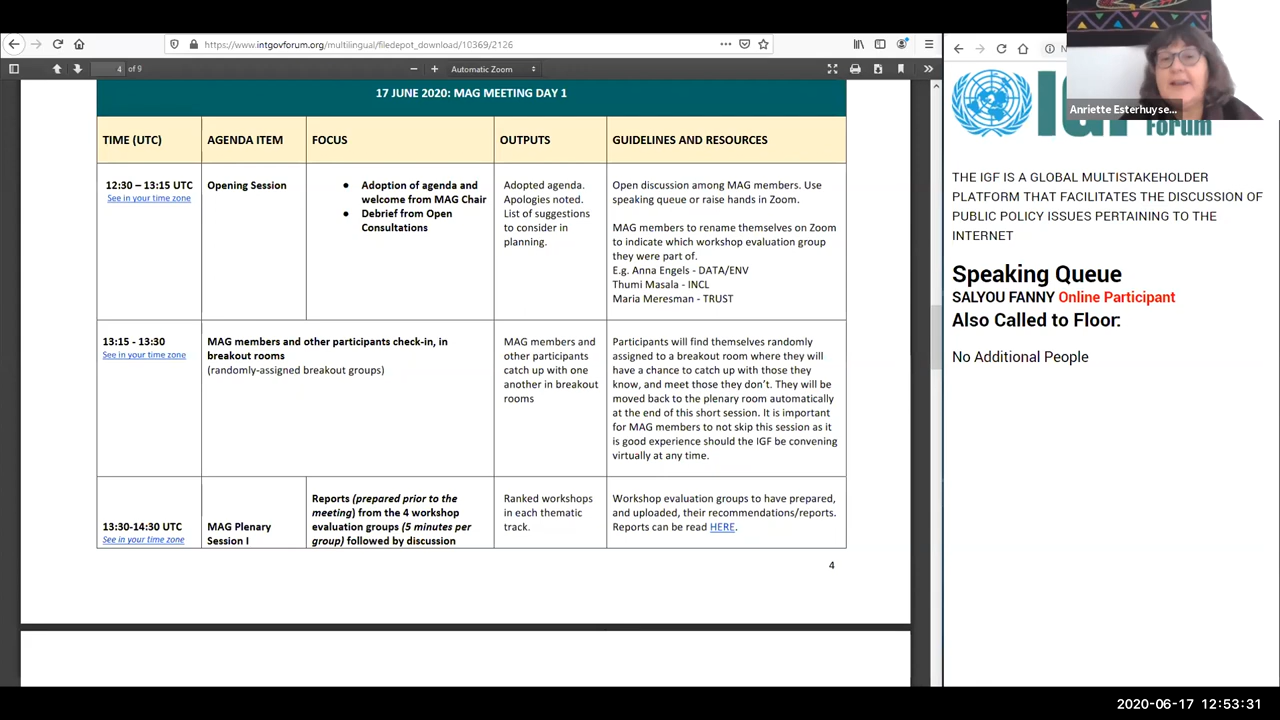 https://www.intgovforum.org/multilingual/filedepot_download/10369/2126
4 of 9
Automatic Zoom
17 JUNE 2020: MAG MEETING DAY 1
TIME (UTC) AGENDA ITEM FOCUS OUTPUTS GUIDELINES AND RESOURCES
12:30 – 13:15 UTC
See in your time zone
Opening Session
● Adoption of agenda and
welcome from MAG Chair
● Debrief from Open
Consultations
Adopted agenda.
Apologies noted.
List of suggestions
to consider in
planning.
Open discussion among MAG members. Use
speaking queue or raise hands in Zoom.
MAG members to rename themselves on Zoom
to indicate which workshop evaluation group
they were part of.
E.g. Anna Engels - DATA/ENV
Thumi Masala - INCL
Maria Meresman - TRUST
13:15 - 13:30
See in your time zone
MAG members and other participants check-in, in
breakout rooms
(randomly-assigned breakout groups)
MAG members and
other participants
catch up with one
another in breakout
rooms
Participants will find themselves randomly
assigned to a breakout room where they will
have a chance to catch up with those they
know, and meet those they don't. They will be
moved back to the plenary room automatically
at the end of this short session. It is important
for MAG members to not skip this session as it
is good experience should the IGF be convening
virtually at any time.
13:30-14:30 UTC
See in your time zone
MAG Plenary
Session I
Reports (prepared prior to the
meeting) from the 4 workshop
evaluation groups (5 minutes per
group) followed by discussion
Ranked workshops
in each thematic
track.
Workshop evaluation groups to have prepared,
and uploaded, their recommendations/reports.
Reports can be read HERE.
4
Anriette Esterhuyse...
IGF
Forum
THE IGF IS A GLOBAL MULTISTAKEHOLDER
PLATFORM THAT FACILITATES THE DISCUSSION OF
PUBLIC POLICY ISSUES PERTAINING TO THE
INTERNET
Speaking Queue
SALYOU FANNY Online Participant
Also Called to Floor:
No Additional People
2020-06-17 12:53:31